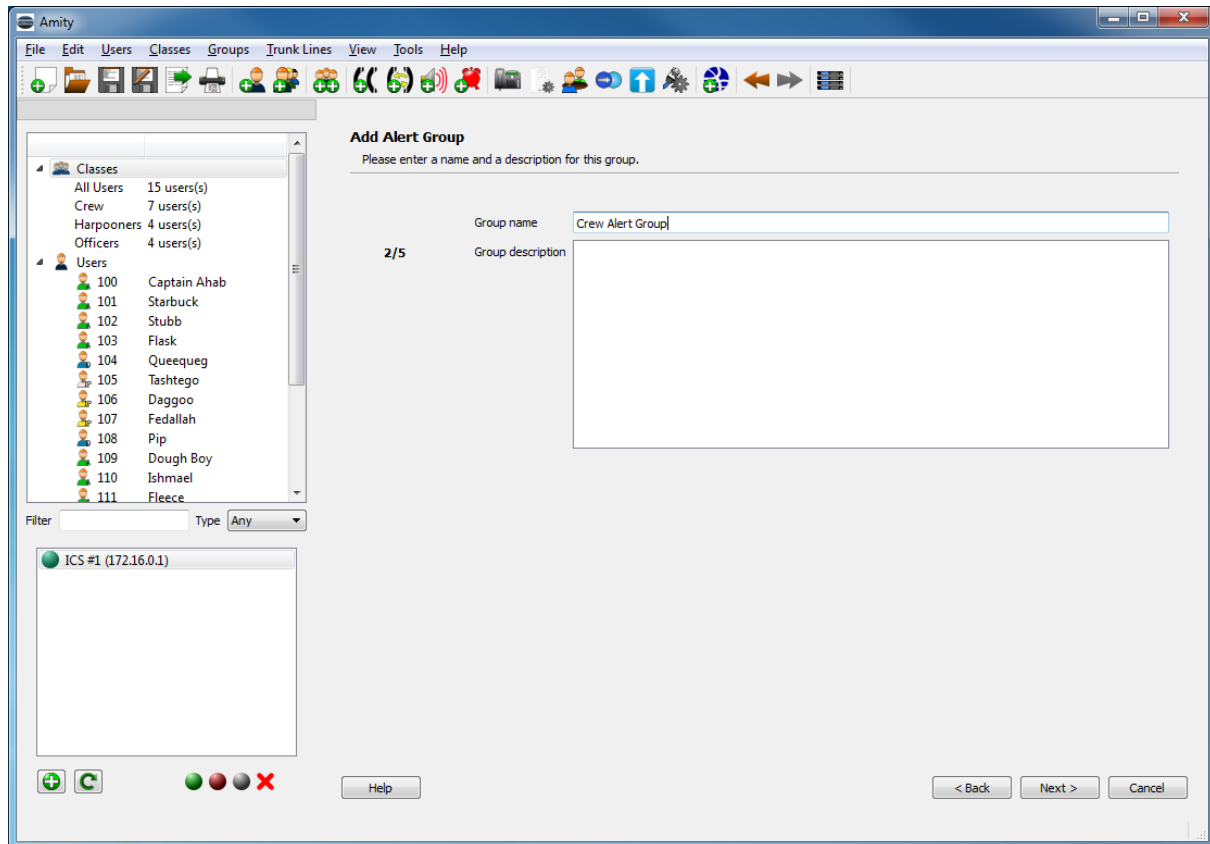 Amity
File Edit Users Classes Groups Trunk Lines View Tools Help
Add Alert Group
Please enter a name and a description for this group.
Classes
All Users 15 users(s)
Crew 7 users(s)
Harpooners 4 users(s)
Officers 4 users(s)
Users
100 Captain Ahab
101 Starbuck
102 Stubb
103 Flask
104 Queequeg
105 Tashtego
106 Daggoo
107 Fedallah
108 Pip
109 Dough Boy
110 Ishmael
111 Fleece
Filter Type Any
ICS #1 (172.16.0.1)
Group name Crew Alert Group
2/5 Group description
Help < Back Next > Cancel